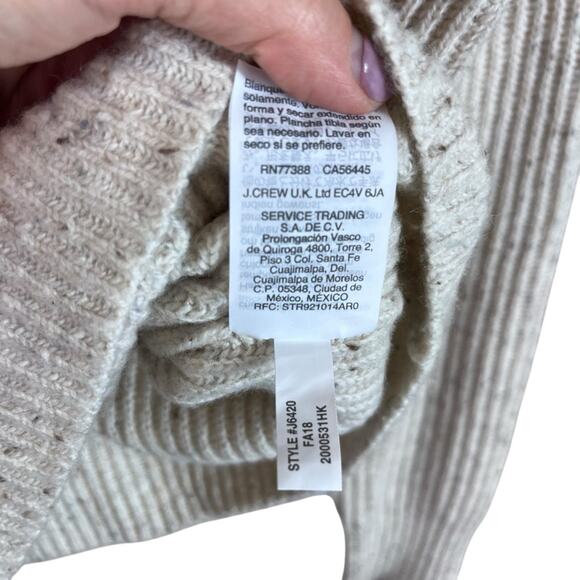 solamente.
forma y secar extendido en
plano. Plancha tibia según
sea necesario. Lavar en
seco si se prefiere.
RN77388 CA56445
J.CREW U.K. Ltd EC4V 6JA
SERVICE TRADING
S.A. DE C.V.
Prolongación Vasco
de Quiroga 4800, Torre 2,
Piso 3 Col. Santa Fe
Cuajimalpa, Del.
Cuajimalpa de Morelos
C.P. 05348, Ciudad de
México, MÉXICO
RFC: STR921014AR0
STYLE #J6420
FA18
2000531HK